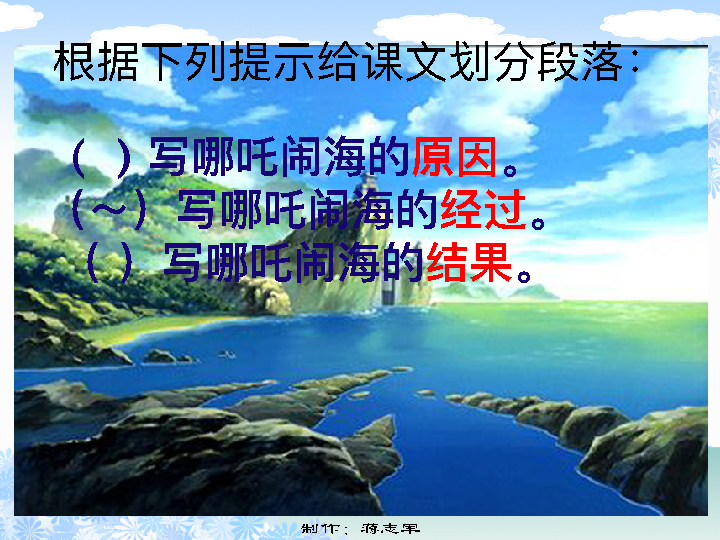 根据下列提示给课文划分段落：
（ ）写哪吒闹海的原因。
（～） 写哪吒闹海的经过。
（ ） 写哪吒闹海的结果。
制作：蒋志军